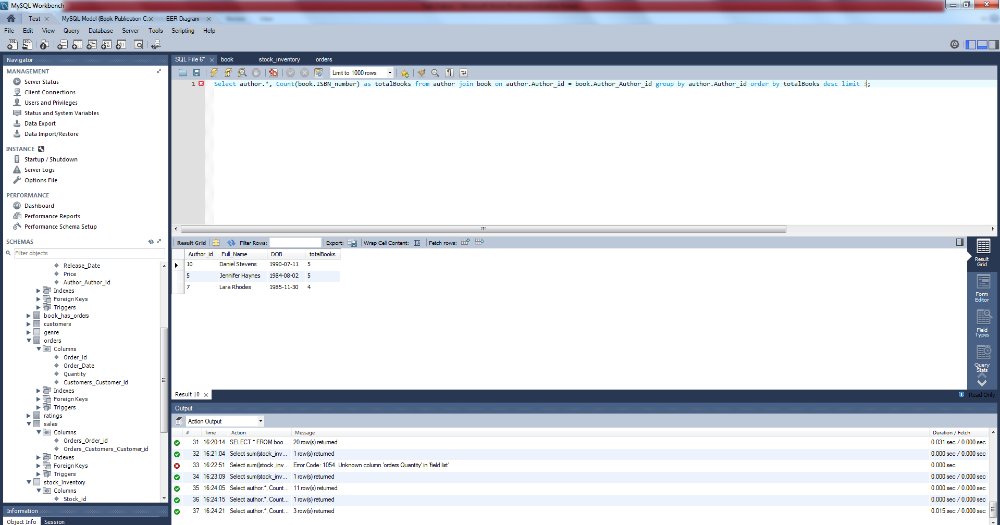 MySQL Workbench
Test
MySQL Model (Book Publication C...
EER Diagram
File Edit View Query Database Server Tools Scripting Help
Navigator
MANAGEMENT
Server Status
Client Connections
Users and Privileges
Status and System Variables
Data Export
Data Import/Restore
INSTANCE
Startup / Shutdown
Server Logs
Options File
PERFORMANCE
Dashboard
Performance Reports
Performance Schema Setup
SCHEMAS
Filter objects
Release_Date
Price
Author_Author_id
Indexes
Foreign Keys
Triggers
book_has_orders
customers
genre
orders
Columns
Order_id
Order_Date
Quantity
Customers_Customer_id
Indexes
Foreign Keys
Triggers
ratings
sales
Columns
Orders_Order_id
Orders_Customers_Customer_id
Indexes
Foreign Keys
Triggers
stock_inventory
Columns
Stock_id
Information
Object Info Session
SQL File 6* book stock_inventory orders
Limit to 1000 rows
1 Select author.*, Count(book.ISBN_number) as totalBooks from author join book on author.Author_id = book.Author_Author_id group by author.Author_id order by totalBooks desc limit 3;
Result Grid Filter Rows: Export: Wrap Cell Content: Fetch rows:
Author_id Full_Name DOB totalBooks
10 Daniel Stevens 1990-07-11 5
5 Jennifer Haynes 1984-08-02 5
7 Lara Rhodes 1985-11-30 4
Result
Grid
Form
Editor
Field
Types
Query
Stats
Result 10
Read Only
Output
Action Output
# Time Action Message Duration / Fetch
31 16:20:14 SELECT * FROM boo... 20 row(s) returned 0.031 sec / 0.000 sec
32 16:21:04 Select sum(stock_inv... 1 row(s) returned 0.000 sec / 0.000 sec
33 16:22:51 Select sum((stock_inv... Error Code: 1054. Unknown column 'orders.Quantity' in 'field list' 0.000 sec
34 16:23:09 Select sum(stock_inv... 1 row(s) returned 0.000 sec / 0.000 sec
35 16:24:05 Select author.*, Count... 11 row(s) returned 0.000 sec / 0.000 sec
36 16:24:15 Select author.*, Count... 1 row(s) returned 0.000 sec / 0.000 sec
37 16:24:21 Select author.*, Count... 3 row(s) returned 0.015 sec / 0.000 sec